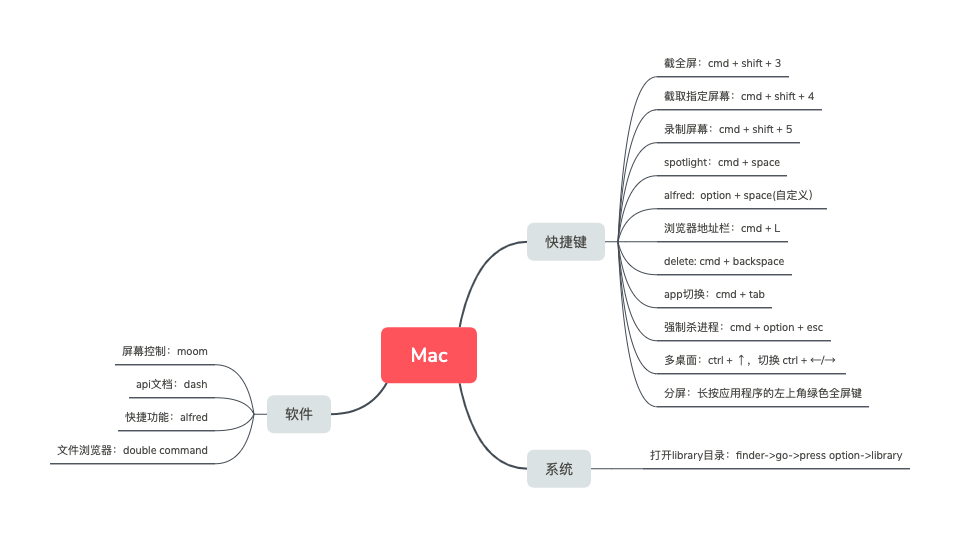 Mac
快捷键
截全屏：cmd + shift + 3
截取指定屏幕：cmd + shift + 4
录制屏幕：cmd + shift + 5
spotlight：cmd + space
alfred:  option + space(自定义）
浏览器地址栏：cmd + L
delete: cmd + backspace
app切换：cmd + tab
强制杀进程：cmd + option + esc
多桌面：ctrl + ↑ ，切换 ctrl + ←/→
分屏：长按应用程序的左上角绿色全屏键
系统
打开library目录：finder->go->press option->library
软件
屏幕控制：moom
api文档：dash
快捷功能：alfred
文件浏览器：double command